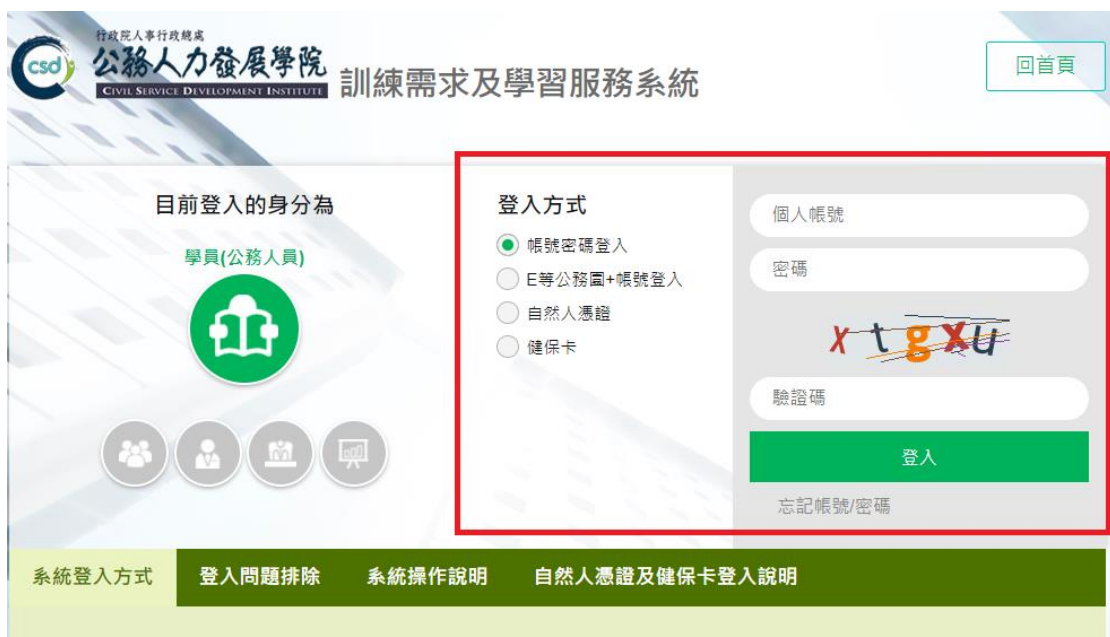 行政院人事行政總處
csd
公務人力發展學院
CIVIL SERVICE DEVELOPMENT INSTITUTE
訓練需求及學習服務系統
回首頁
目前登入的身分為
學員(公務人員)
登入方式
帳號密碼登入
E等公務園+帳號登入
自然人憑證
健保卡
個人帳號
密碼
xtgxu
驗證碼
登入
忘記帳號/密碼
系統登入方式 登入問題排除 系統操作說明 自然人憑證及健保卡登入說明